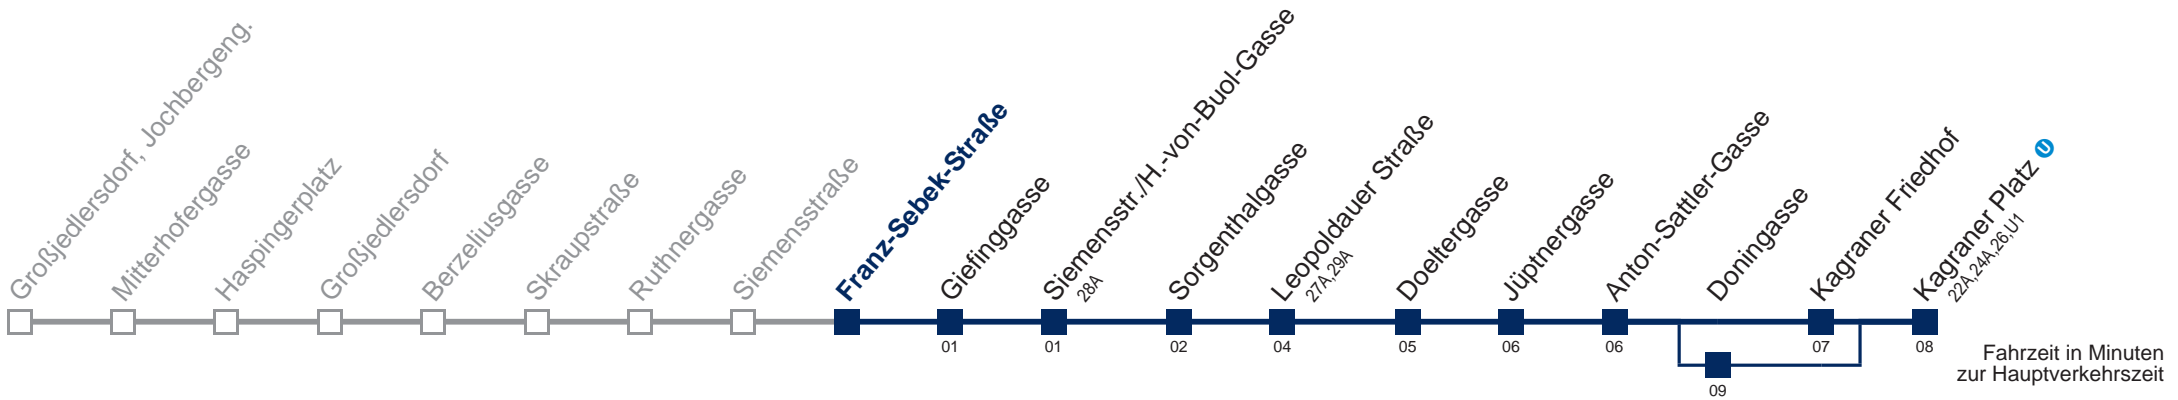 Großjedlersdorf, Jochbergeng.
Mitterhofergasse
Haspingerplatz
Großjedlersdorf
Berzeliusgasse
Skraupstraße
Ruthnergasse
Siemensstraße
Franz-Sebek-Straße
Giefinggasse
Siemensstr./H.-von-Buol-Gasse
28A
Sorgenthalgasse
Leopoldauer Straße
27A,29A
Doeltergasse
Jüptnergasse
Anton-Sattler-Gasse
Doningasse
Kagraner Friedhof
Kagraner Platz U
22A,24A,26,U1
01
01
02
04
05
06
06
07
08
09
Fahrzeit in Minuten
zur Hauptverkehrszeit